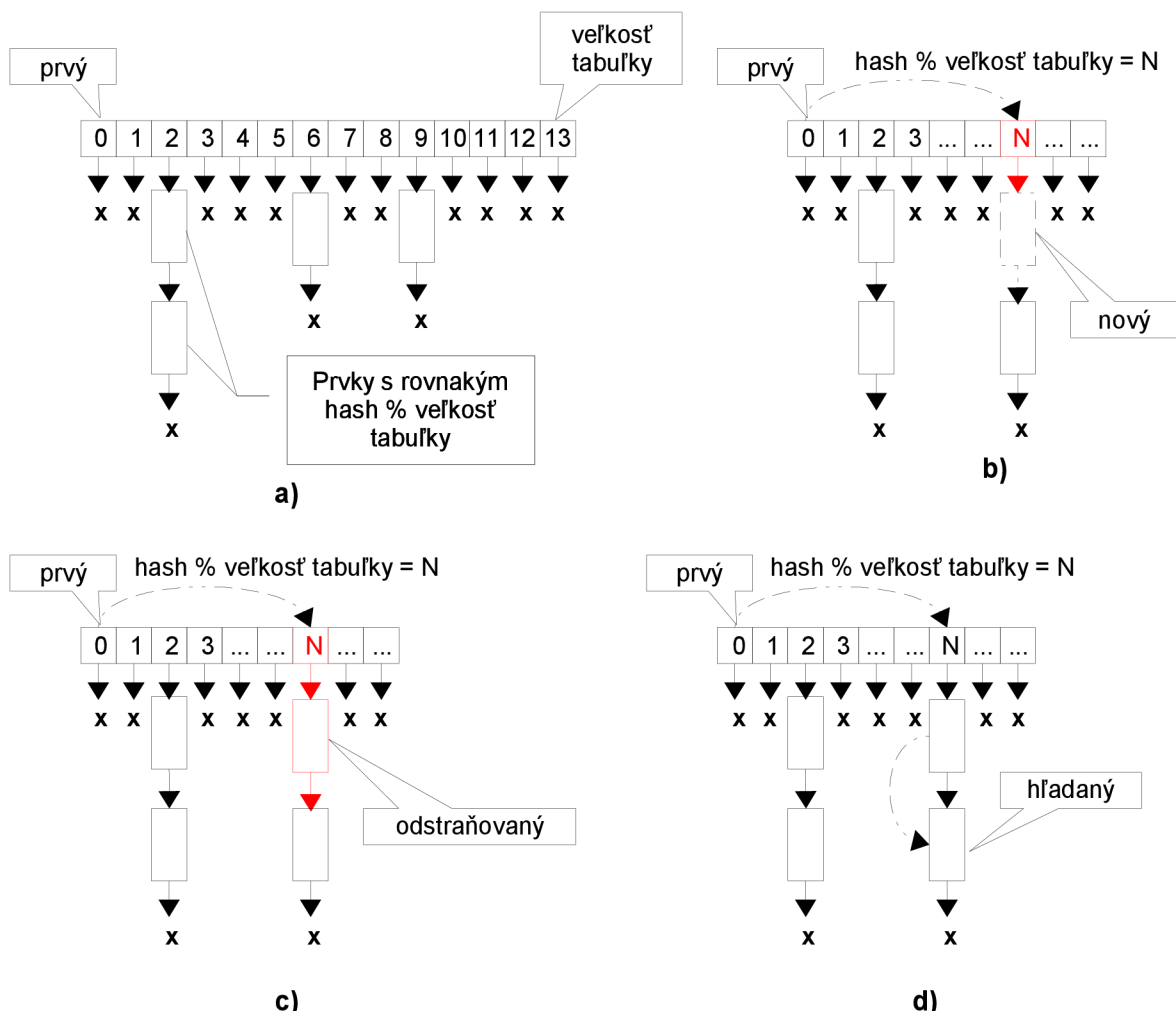 prvý
veľkosť
tabuľky
0 1 2 3 4 5 6 7 8 9 10 11 12 13
x x x x x x x x x x x
x x
Prvky s rovnakým
hash % veľkosť
tabuľky
x
a)
prvý
hash % veľkosť tabuľky = N
0 1 2 3 ... ... N ... ...
x x x x x x x
nový
x x
b)
prvý
hash % veľkosť tabuľky = N
0 1 2 3 ... ... N ... ...
x x x x x x x
odstraňovaný
x x
c)
prvý
hash % veľkosť tabuľky = N
0 1 2 3 ... ... N ... ...
x x x x x x x
hľadaný
x x
d)